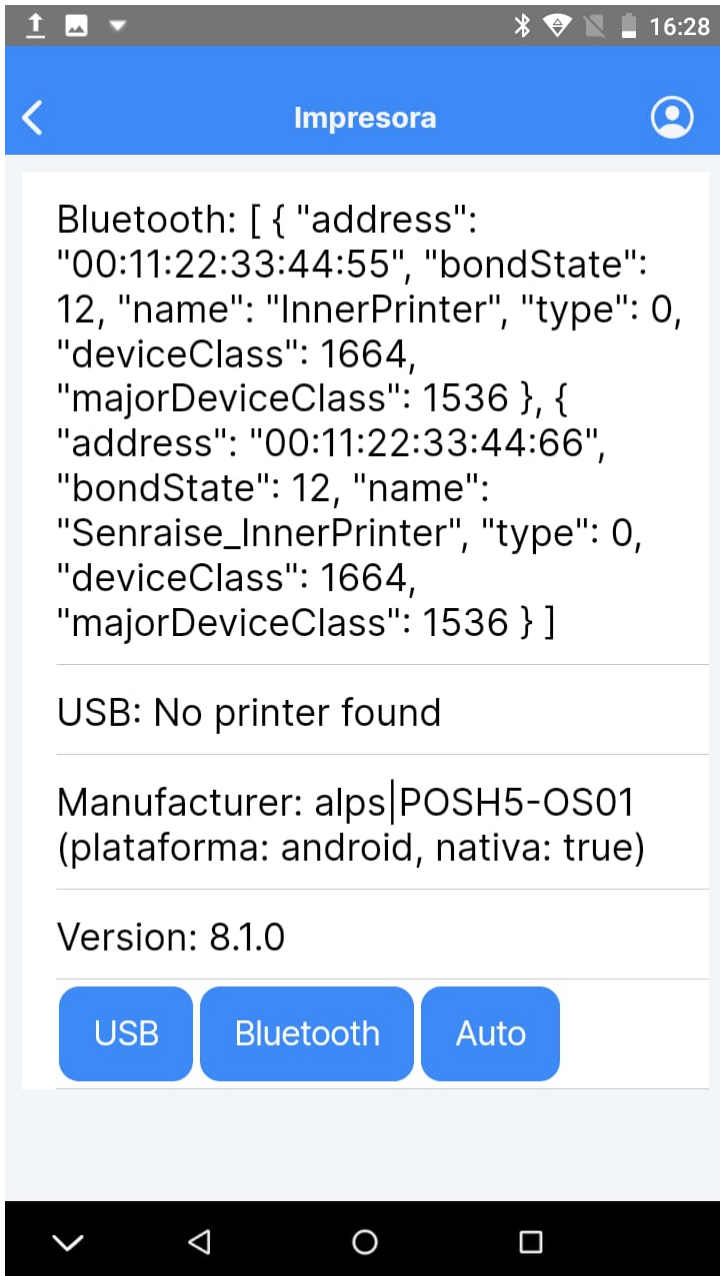 16:28
Impresora
Bluetooth: [ { "address":
"00:11:22:33:44:55", "bondState":
12, "name": "InnerPrinter", "type": 0,
"deviceClass": 1664,
"majorDeviceClass": 1536 }, {
"address": "00:11:22:33:44:66",
"bondState": 12, "name":
"Senraise_InnerPrinter", "type": 0,
"deviceClass": 1664,
"majorDeviceClass": 1536 } ]
USB: No printer found
Manufacturer: alps|POSH5-OS01
(plataforma: android, nativa: true)
Version: 8.1.0
USB Bluetooth Auto